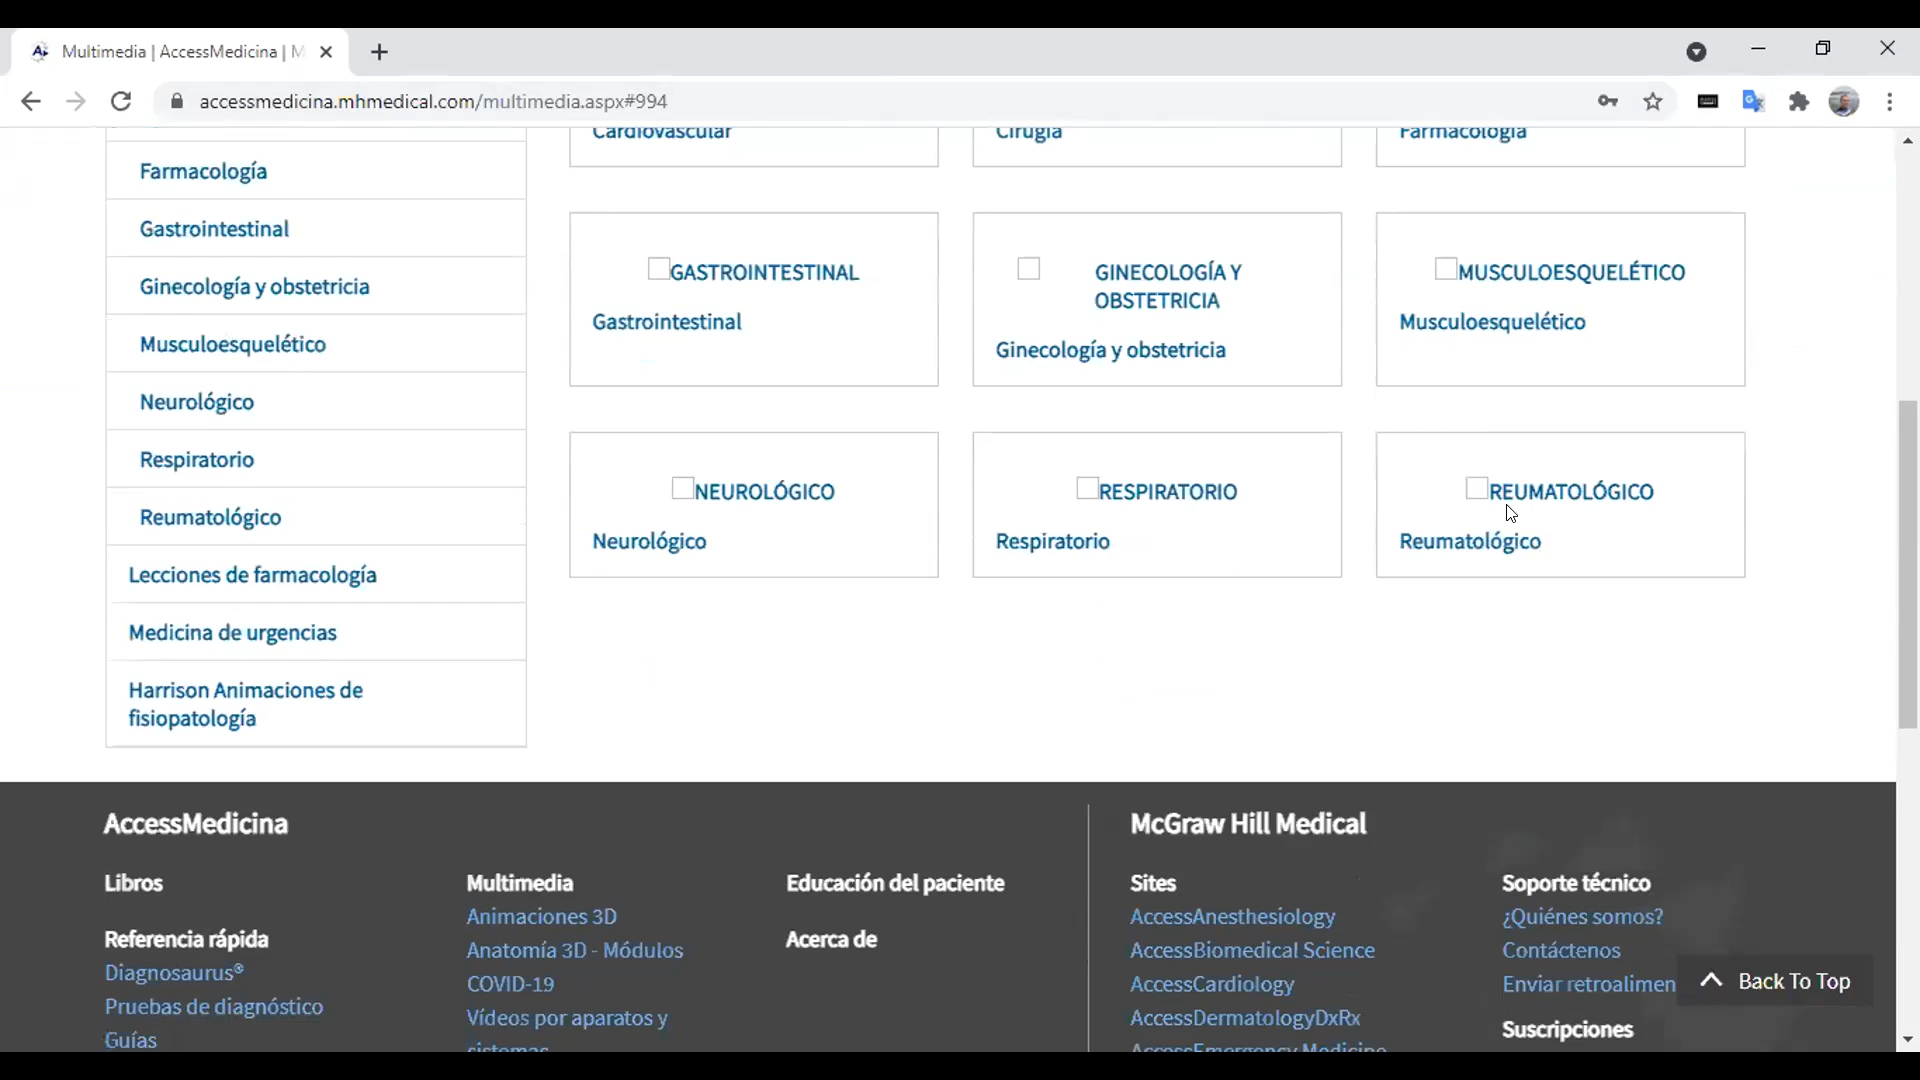 Multimedia | AccessMedicina | M
accessmedicina.mhmedical.com/multimedia.aspx#994
Cardiovascular
Cirugía
Farmacología
Farmacología
Gastrointestinal
Ginecología y obstetricia
Musculoesquelético
Neurológico
Respiratorio
Reumatológico
Lecciones de farmacología
Medicina de urgencias
Harrison Animaciones de
fisiopatología
GASTROINTESTINAL
Gastrointestinal
GINECOLOGÍA Y
OBSTETRICIA
Ginecología y obstetricia
MUSCULOESQUELÉTICO
Musculoesquelético
NEUROLÓGICO
Neurológico
RESPIRATORIO
Respiratorio
REUMATOLÓGICO
Reumatológico
AccessMedicina
Libros
Referencia rápida
Diagnosaurus®
Pruebas de diagnóstico
Guías
Multimedia
Animaciones 3D
Anatomía 3D - Módulos
COVID-19
Vídeos por aparatos y
sistemas
Educación del paciente
Acerca de
McGraw Hill Medical
Sites
AccessAnesthesiology
AccessBiomedical Science
AccessCardiology
AccessDermatologyDxRx
AccessEmergency Medicine
Soporte técnico
¿Quiénes somos?
Contáctenos
Enviar retroalimen
Suscripciones
Back To Top